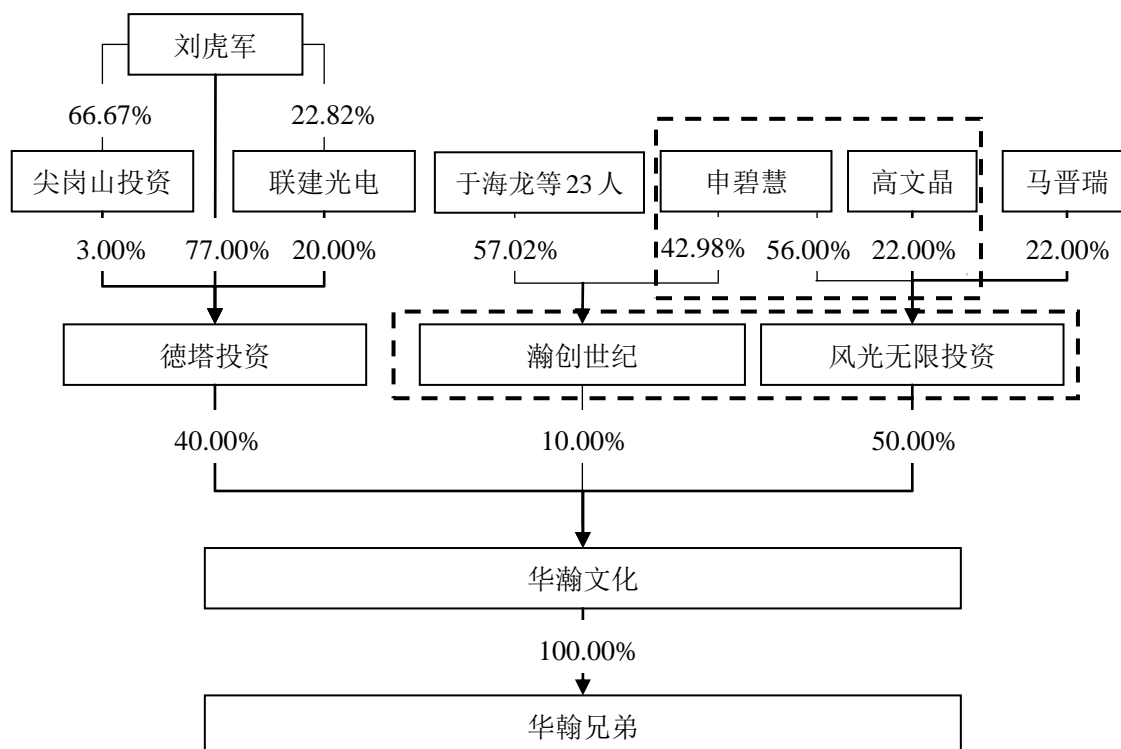 刘虎军
66.67%
22.82%
尖岗山投资
联建光电
于海龙等 23 人
申碧慧
高文晶
马晋瑞
3.00%
77.00%
20.00%
57.02%
42.98%
56.00%
22.00%
22.00%
德塔投资
瀚创世纪
风光无限投资
40.00%
10.00%
50.00%
华瀚文化
100.00%
华翰兄弟